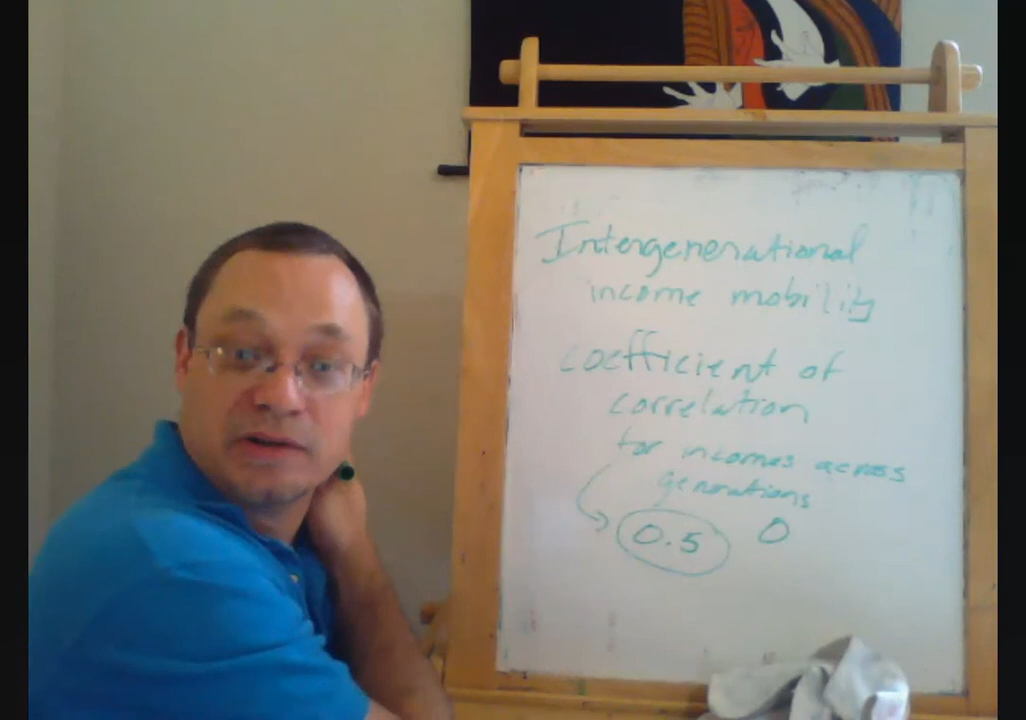 Intergenerational
income mobility
coefficient of
correlation
for incomes across
generations
0.5 0